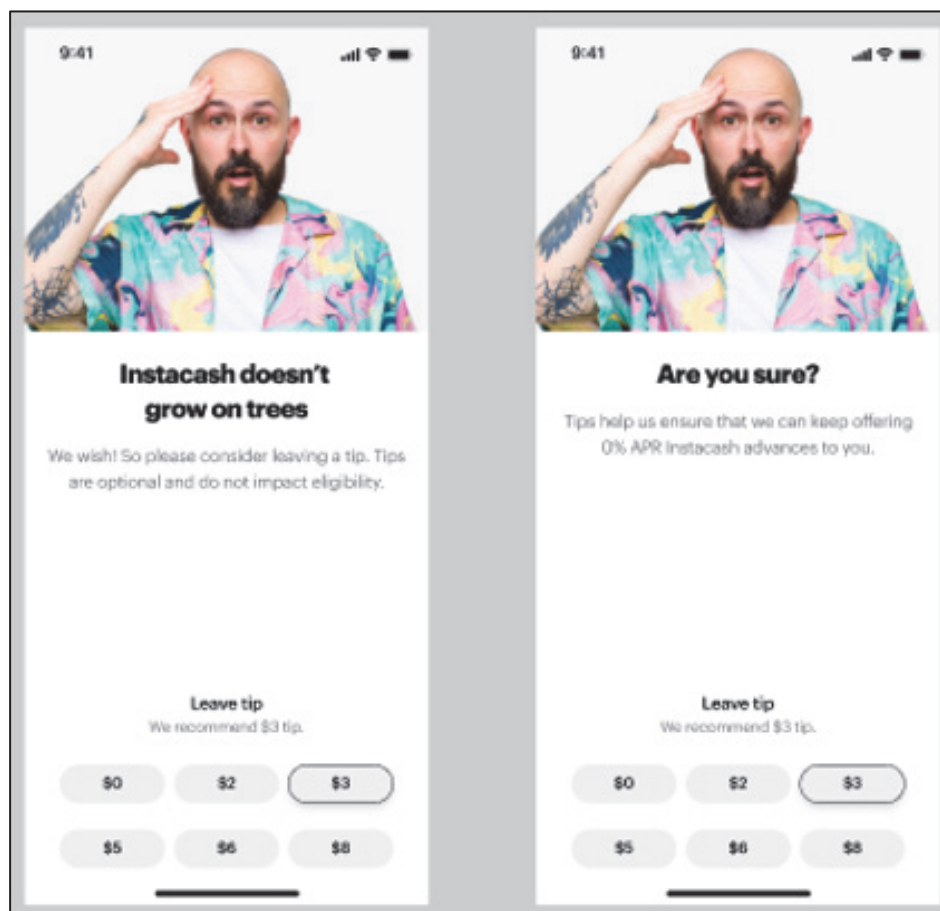 9:41
Instacash doesn't
grow on trees
We wish! So please consider leaving a tip. Tips
are optional and do not impact eligibility.
Leave tip
We recommend $3 tip.
$0 $2 $3
$5 $6 $8
9:41
Are you sure?
Tips help us ensure that we can keep offering
0% APR Instacash advances to you.
Leave tip
We recommend $3 tip.
$0 $2 $3
$5 $6 $8